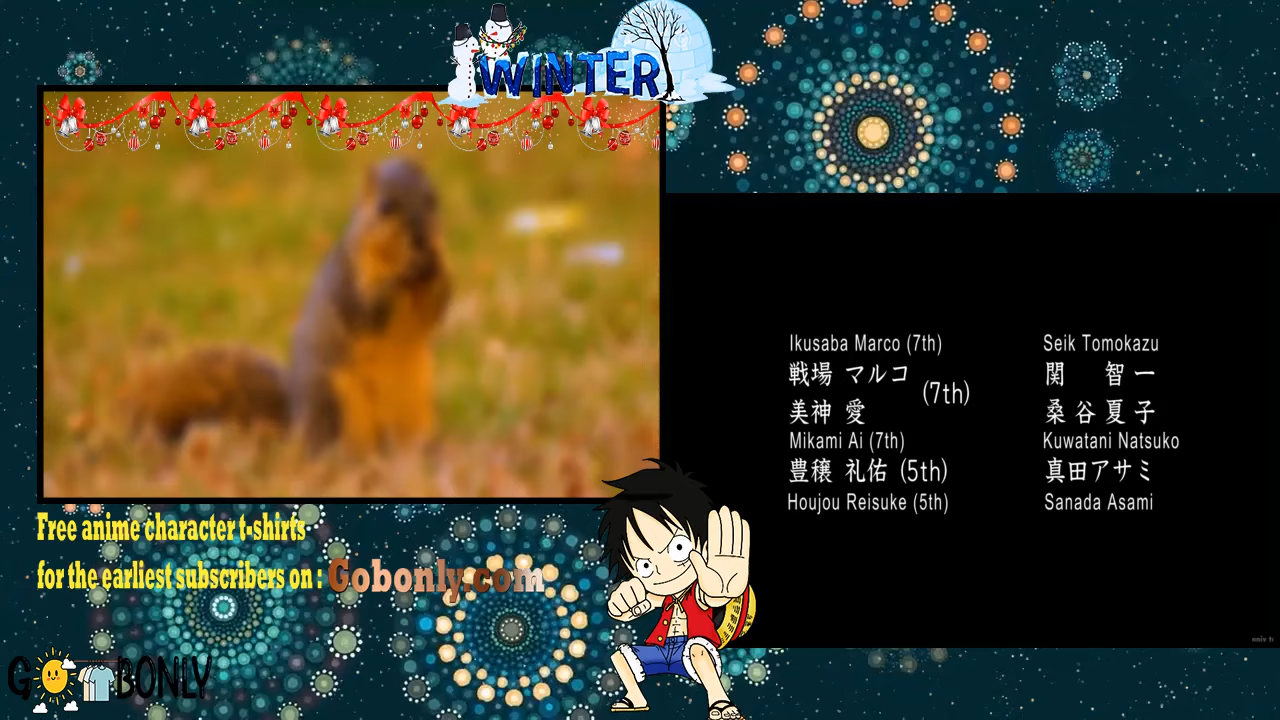 WINTER
Ikusaba Marco (7th) Seik Tomokazu
戦場 マルコ 関 智一
(7th)
美神 愛 桑谷夏子
Mikami Ai (7th) Kuwatani Natsuko
豊穣 礼佑 (5th) 真田アサミ
Houjou Reisuke (5th) Sanada Asami
Free anime character t-shirts
for the earliest subscribers on : Gobonly.com
GOBONLY